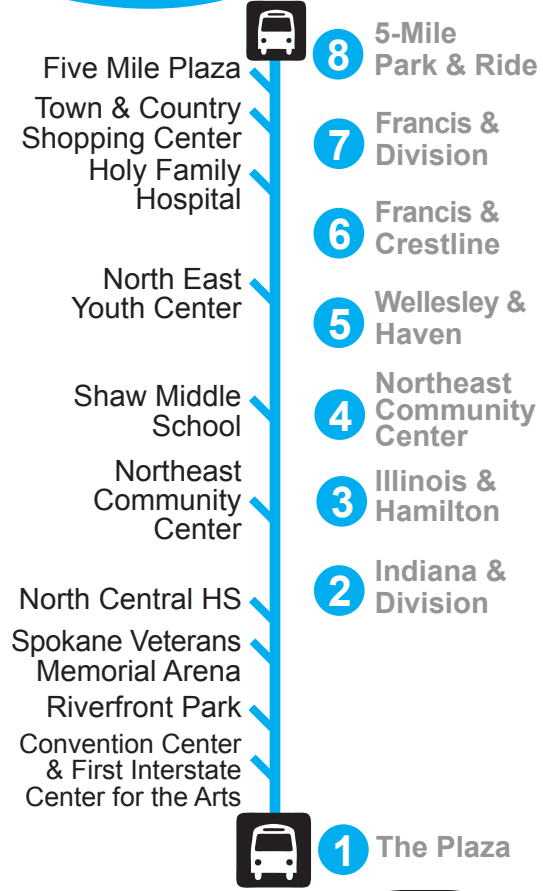 Five Mile Plaza
Town & Country
Shopping Center
Holy Family
Hospital
North East
Youth Center
Shaw Middle
School
Northeast
Community
Center
North Central HS
Spokane Veterans
Memorial Arena
Riverfront Park
Convention Center
& First Interstate
Center for the Arts
8 5-Mile
Park & Ride
7 Francis &
Division
6 Francis &
Crestline
5 Wellesley &
Haven
4 Northeast
Community
Center
3 Illinois &
Hamilton
2 Indiana &
Division
1 The Plaza